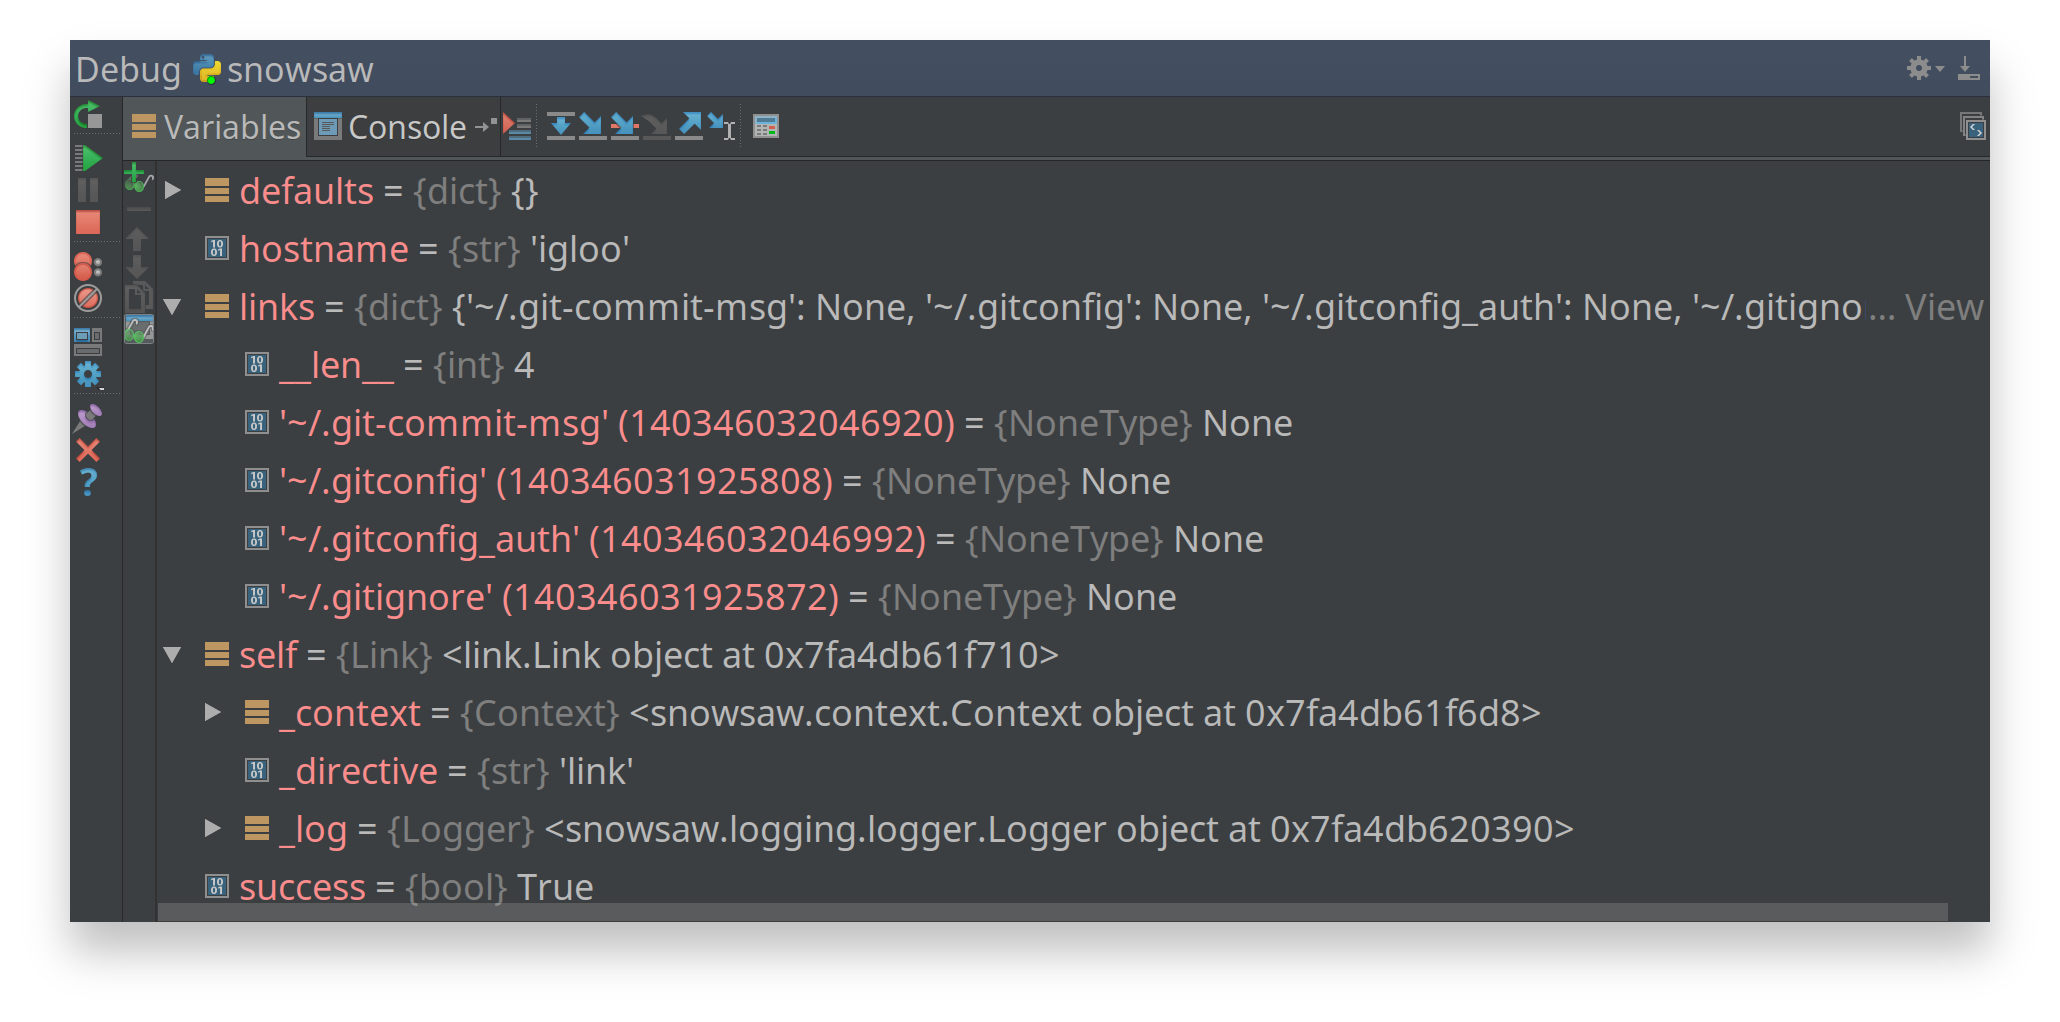 Debug snowsaw
Variables Console
defaults = {dict} {}
hostname = {str} 'igloo'
links = {dict} {'~/.git-commit-msg': None, '~/.gitconfig': None, '~/.gitconfig_auth': None, '~/.gitigno... View
__len__ = {int} 4
'~/.git-commit-msg' (140346032046920) = {NoneType} None
'~/.gitconfig' (140346031925808) = {NoneType} None
'~/.gitconfig_auth' (140346032046992) = {NoneType} None
'~/.gitignore' (140346031925872) = {NoneType} None
self = {Link} <link.Link object at 0x7fa4db61f710>
_context = {Context} <snowsaw.context.Context object at 0x7fa4db61f6d8>
_directive = {str} 'link'
_log = {Logger} <snowsaw.logging.logger.Logger object at 0x7fa4db620390>
success = {bool} True